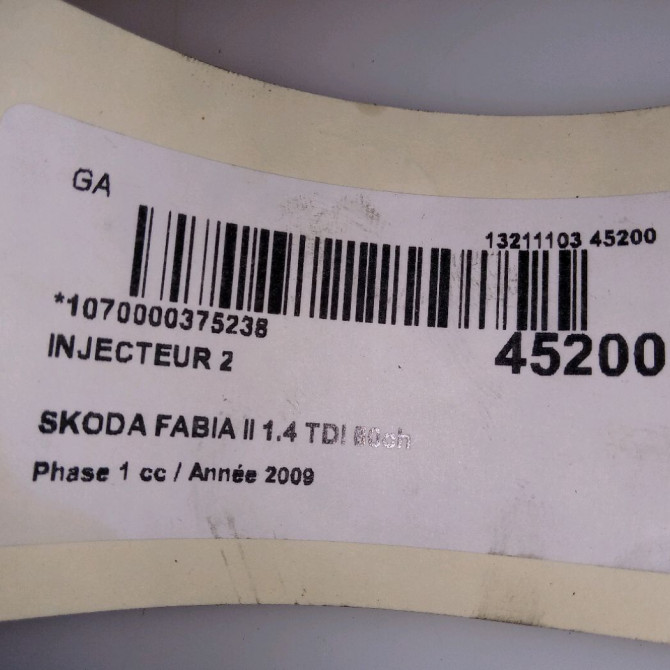 GA
13211103 45200
*1070000375238
45200
INJECTEUR 2
SKODA FABIA II 1.4 TDI 80ch
Phase 1 cc / Année 2009